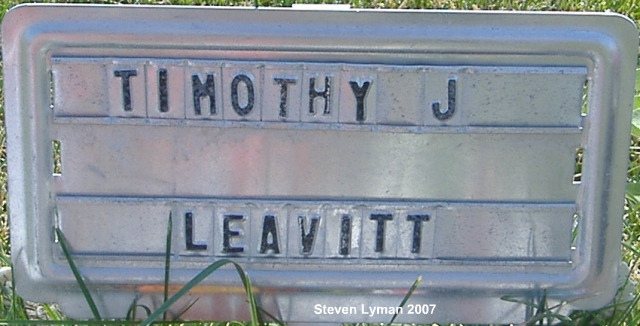 TIMOTHY J
LEAVITT
Steven Lyman 2007